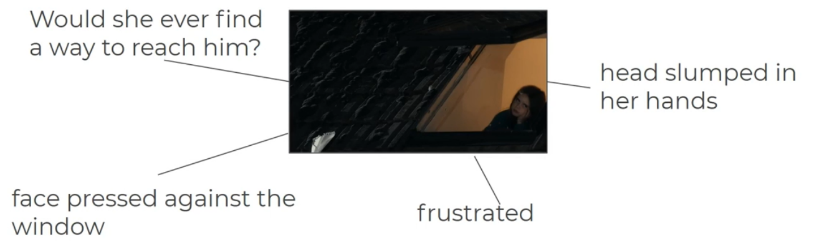 Would she ever find
a way to reach him?
head slumped in
her hands
face pressed against the
window
frustrated